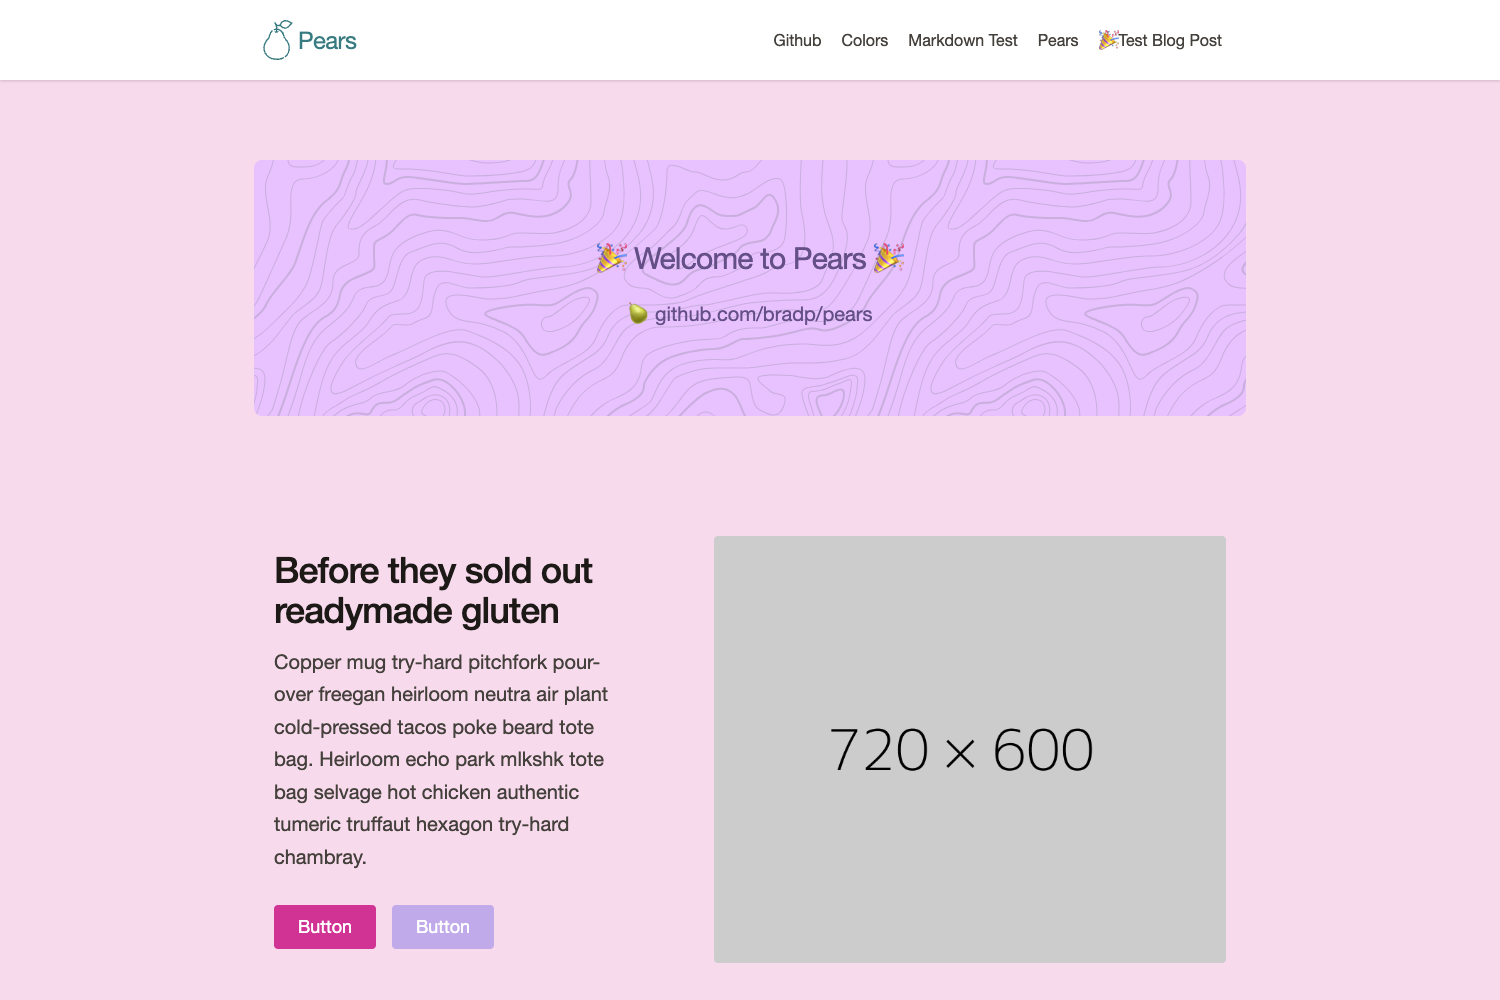 Pears
Github Colors Markdown Test Pears 🎉Test Blog Post
🎉 Welcome to Pears 🎉
🍐 github.com/bradp/pears
Before they sold out
readymade gluten
Copper mug try-hard pitchfork pour-
over freegan heirloom neutra air plant
cold-pressed tacos poke beard tote
bag. Heirloom echo park mlkshk tote
bag selvage hot chicken authentic
tumeric truffaut hexagon try-hard
chambray.
Button Button
720 × 600